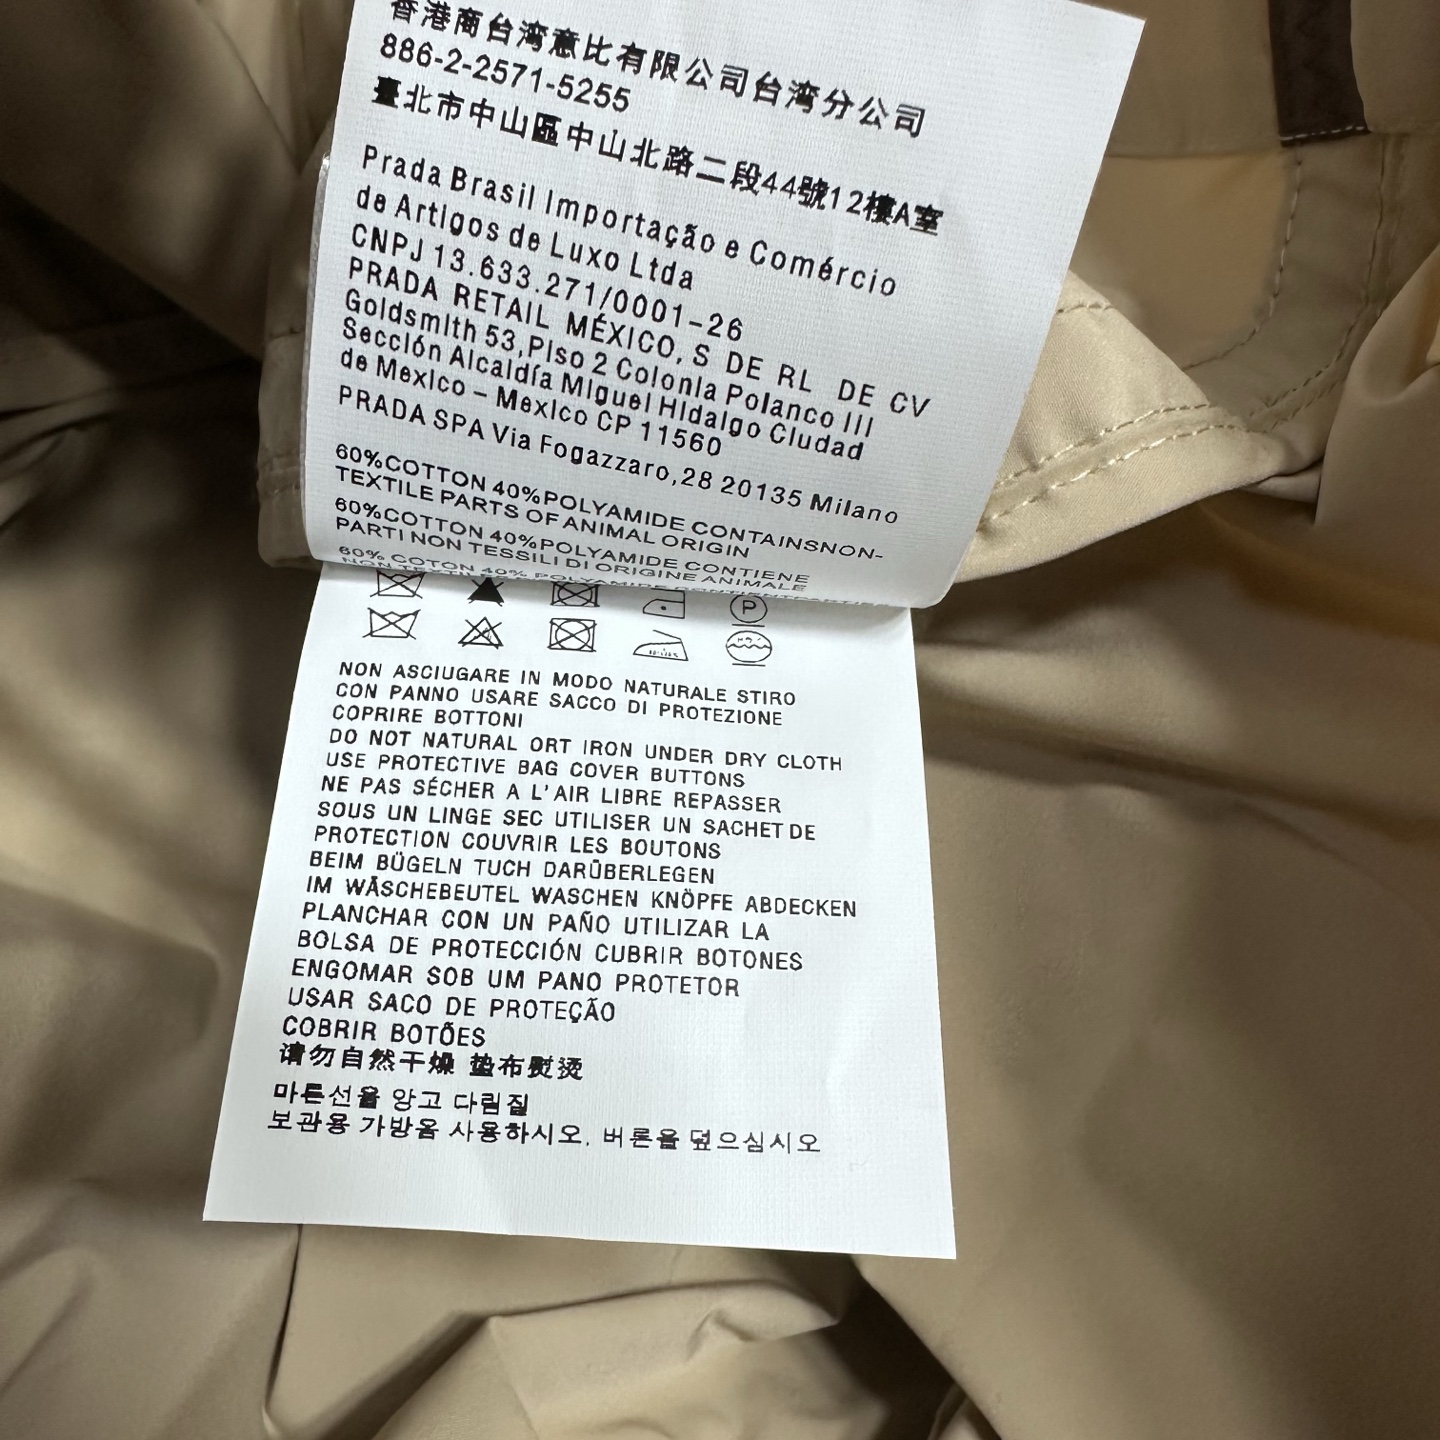 香港商台湾意比有限公司台湾分公司
886-2-2571-5255
臺北市中山區中山北路二段44號12樓A室
Prada Brasil Importação e Comércio
de Artigos de Luxo Ltda
CNPJ 13.633.271/0001-26
PRADA RETAIL MÉXICO, S DE RL DE CV
Goldsmith 53,Piso 2 Colonia Polanco III
Sección Alcaldía Miguel Hidalgo Ciudad
de Mexico - Mexico CP 11560
PRADA SPA Via Fogazzaro,28 20135 Milano
60%COTTON 40%POLYAMIDE CONTAINSNON-
TEXTILE PARTS OF ANIMAL ORIGIN
60%COTTON 40%POLYAMIDE CONTIENE
PARTI NON TESSILI DI ORIGINE ANIMALE
60% COTON 40% POLYAMIDE
P
NON ASCIUGARE IN MODO NATURALE STIRO
CON PANNO USARE SACCO DI PROTEZIONE
COPRIRE BOTTONI
DO NOT NATURAL ORT IRON UNDER DRY CLOTH
USE PROTECTIVE BAG COVER BUTTONS
NE PAS SÉCHER A L'AIR LIBRE REPASSER
SOUS UN LINGE SEC UTILISER UN SACHET DE
PROTECTION COUVRIR LES BOUTONS
BEIM BÜGELN TUCH DARŪBERLEGEN
IM WÄSCHEBEUTEL WASCHEN KNÖPFE ABDECKEN
PLANCHAR CON UN PAÑO UTILIZAR LA
BOLSA DE PROTECCIÓN CUBRIR BOTONES
ENGOMAR SOB UM PANO PROTETOR
USAR SACO DE PROTEÇÃO
COBRIR BOTÕES
请勿自然干燥 垫布熨烫
마른선을 앙고 다림질
보관용 가방옴 사용하시오. 버른을 덮으십시오